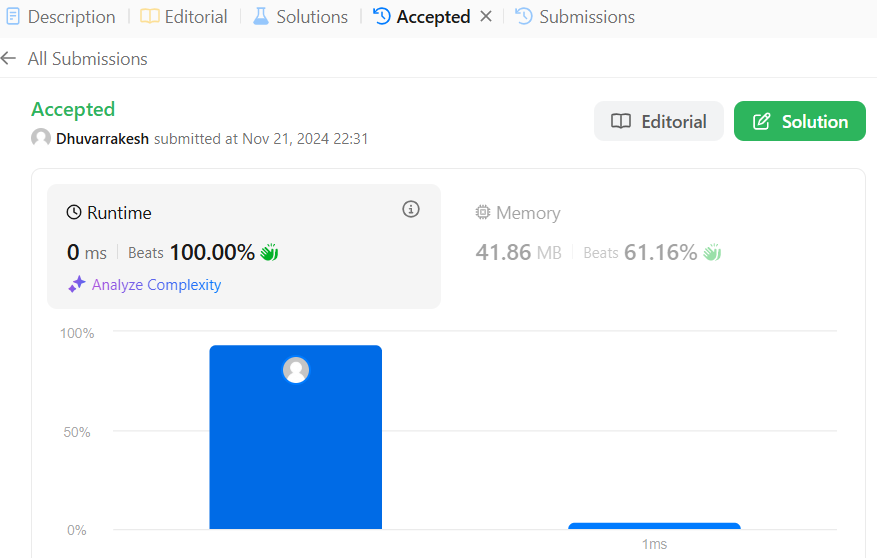 Description Editorial Solutions Accepted Submissions
All Submissions
Accepted
Dhuvarrakesh submitted at Nov 21, 2024 22:31
Editorial Solution
Runtime
0 ms Beats 100.00%
Analyze Complexity
Memory
41.86 MB Beats 61.16%
100%
50%
0%
1ms